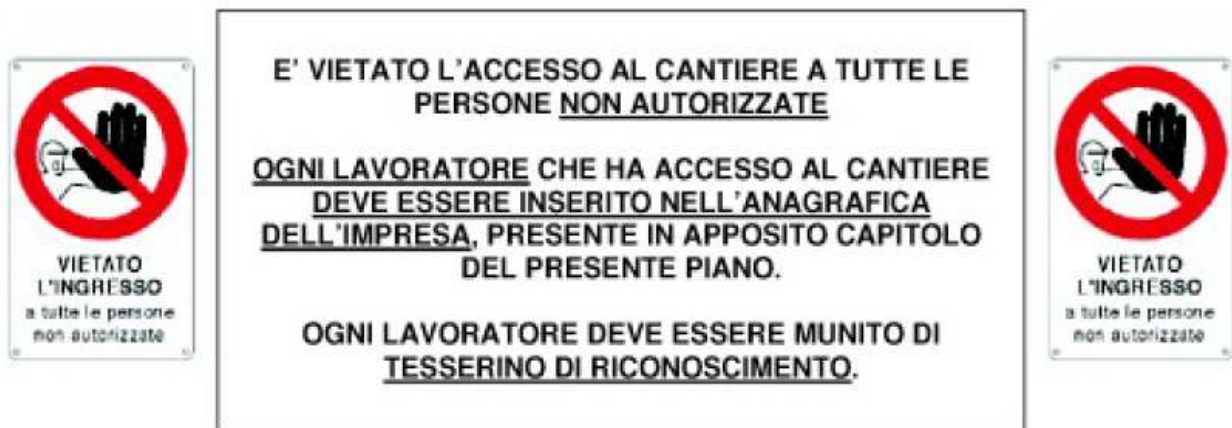 VIETATO
L'INGRESSO
a tutte le persone
non autorizzate
E' VIETATO L'ACCESSO AL CANTIERE A TUTTE LE
PERSONE NON AUTORIZZATE
OGNI LAVORATORE CHE HA ACCESSO AL CANTIERE
DEVE ESSERE INSERITO NELL'ANAGRAFICA
DELL'IMPRESA, PRESENTE IN APPOSITO CAPITOLO
DEL PRESENTE PIANO.
OGNI LAVORATORE DEVE ESSERE MUNITO DI
TESSERINO DI RICONOSCIMENTO.
VIETATO
L'INGRESSO
a tutte le persone
non autorizzate